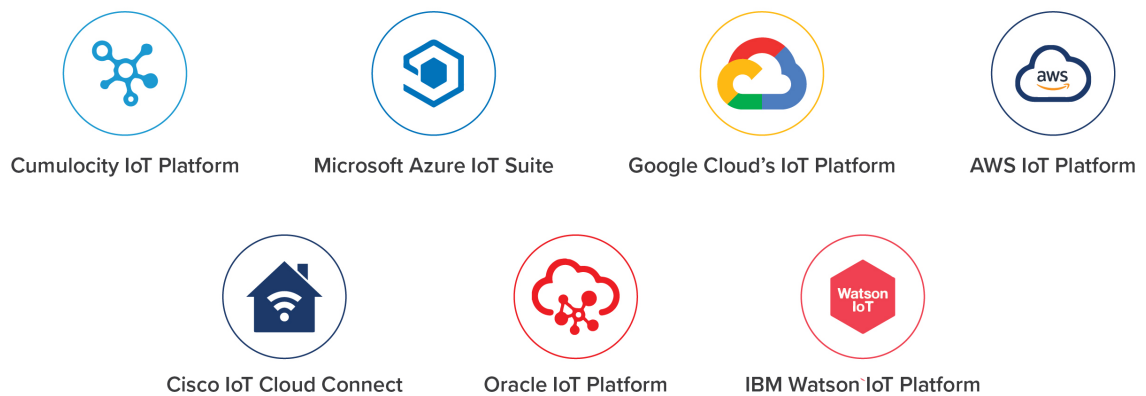 aws
Cumulocity IoT Platform
Microsoft Azure IoT Suite
Google Cloud's IoT Platform
AWS IoT Platform
Watson
IoT
Cisco IoT Cloud Connect
Oracle IoT Platform
IBM Watson`IoT Platform